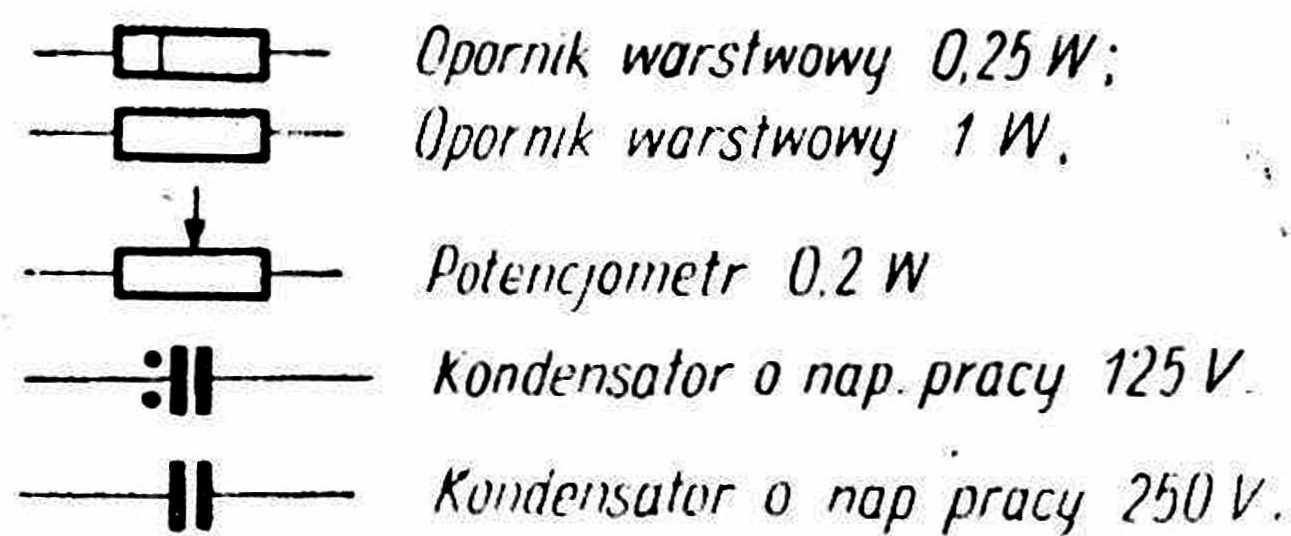 Opornik warstwowy 0,25 W;
Opornik warstwowy 1 W.
Potencjometr 0.2 W
Kondensator o nap. pracy 125 V.
Kondensator o nap pracy 250 V.